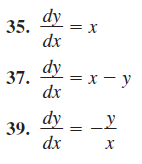 35. dy/dx = x
37. dy/dx = x − y
39. dy/dx = −y/x